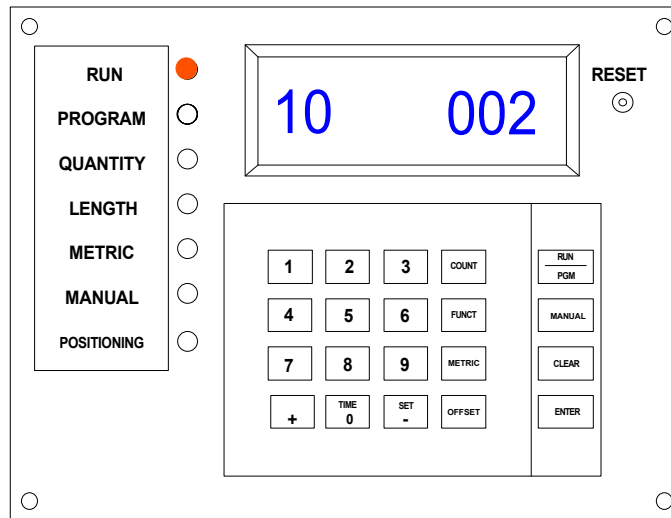 RUN
PROGRAM
QUANTITY
LENGTH
METRIC
MANUAL
POSITIONING
10 002
RESET
1 2 3 COUNT
4 5 6 FUNCT
7 8 9 METRIC
+ TIME 0 SET - OFFSET
RUN
PGM
MANUAL
CLEAR
ENTER